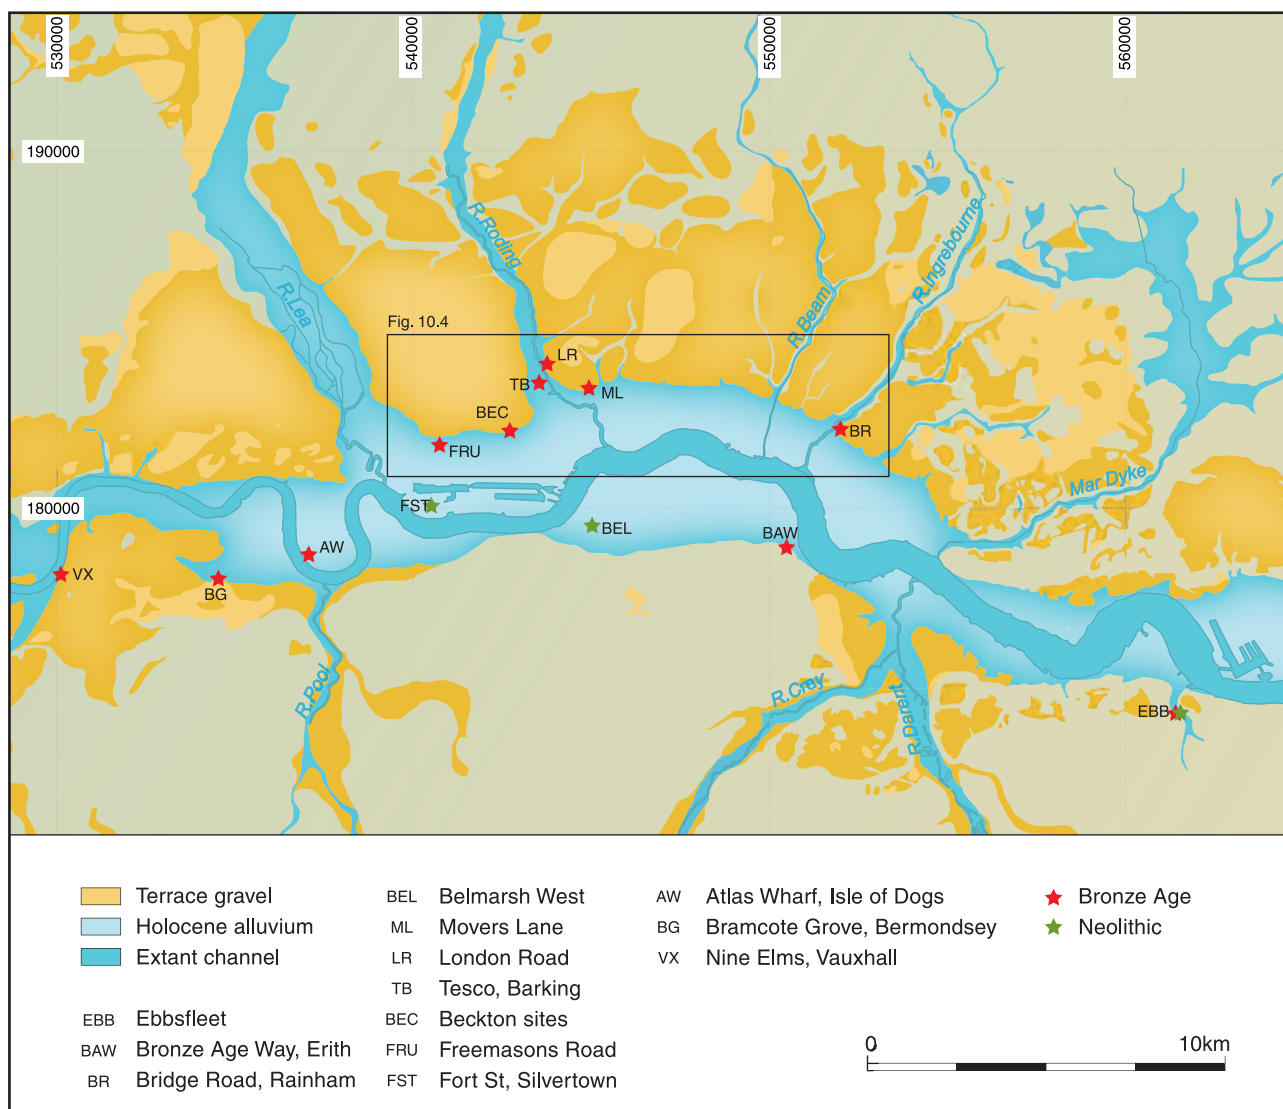 530000
540000
550000
560000
190000
180000
R.Lea
R.Roding
R.Beam
R.Ingrebourne
Mar Dyke
R.Pool
R.Cray
R.Darent
Fig. 10.4
LR
TB
ML
BEC
FRU
BR
FST
BEL
BAW
AW
VX
BG
EBB
Terrace gravel
Holocene alluvium
Extant channel
EBB Ebbsfleet
BAW Bronze Age Way, Erith
BR Bridge Road, Rainham
BEL Belmarsh West
ML Movers Lane
LR London Road
TB Tesco, Barking
BEC Beckton sites
FRU Freemasons Road
FST Fort St, Silvertown
AW Atlas Wharf, Isle of Dogs
BG Bramcote Grove, Bermondsey
VX Nine Elms, Vauxhall
Bronze Age
Neolithic
0 10km